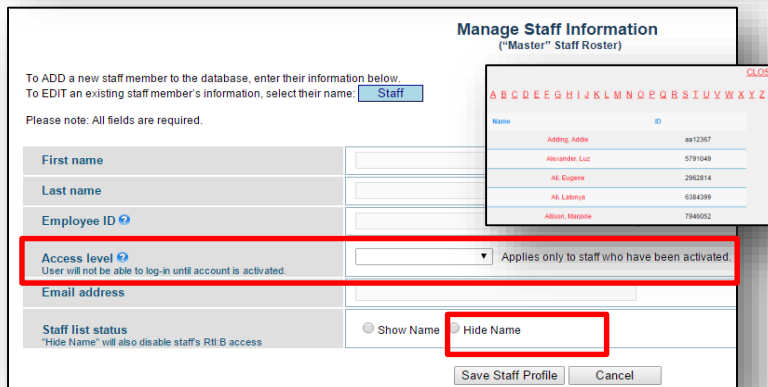 Manage Staff Information
("Master" Staff Roster)
To ADD a new staff member to the database, enter their information below.
To EDIT an existing staff member's information, select their name: Staff
Please note: All fields are required.
CLOS
A B C D E F G H I J K L M N O P Q R S T U V W X Y Z
Name ID
Adding, Addie aa12367
Alexander, Luz 5791049
Ali, Eugene 2962814
Ali, Latonya 6384399
Allison, Marjorie 7946052
First name
Last name
Employee ID ?
Access level ?
User will not be able to log-in until account is activated.
Applies only to staff who have been activated.
Email address
Staff list status
"Hide Name" will also disable staff's RtI:B access
Show Name Hide Name
Save Staff Profile Cancel